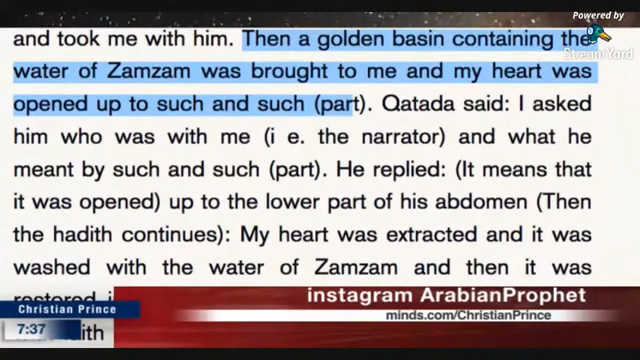 Powered by
StreamYard
and took me with him. Then a golden basin containing the
water of Zamzam was brought to me and my heart was
opened up to such and such (part). Qatada said: I asked
him who was with me (i e. the narrator) and what he
meant by such and such (part). He replied: (It means that
it was opened) up to the lower part of his abdomen (Then
the hadith continues): My heart was extracted and it was
washed with the water of Zamzam and then it was
restored
instagram ArabianProphet
Christian Prince
minds.com/ChristianPrince
7:37